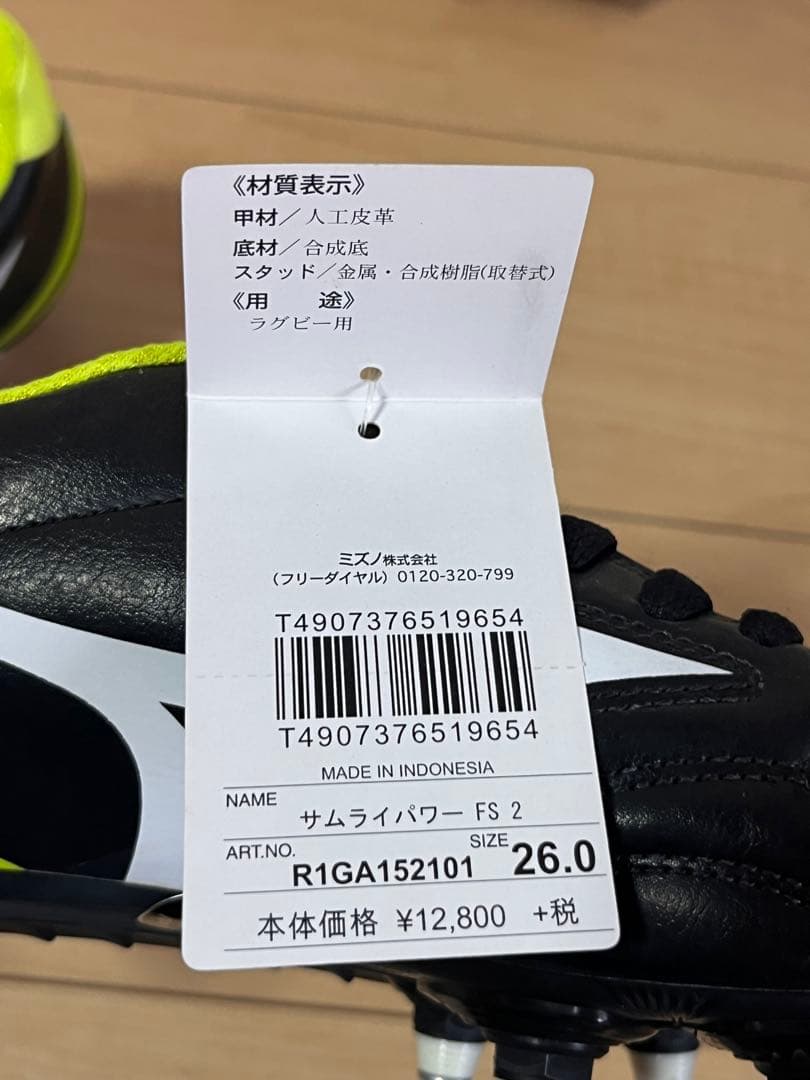 《材質表示》
甲材／人工皮革
底材／合成底
スタッド／金属・合成樹脂(取替式)
《用　　途》
ラグビー用
ミズノ株式会社
（フリーダイヤル）0120-320-799
T4907376519654
T4907376519654
MADE IN INDONESIA
NAME サムライパワー FS 2
ART.NO. R1GA152101 SIZE 26.0
本体価格 ¥12,800 +税